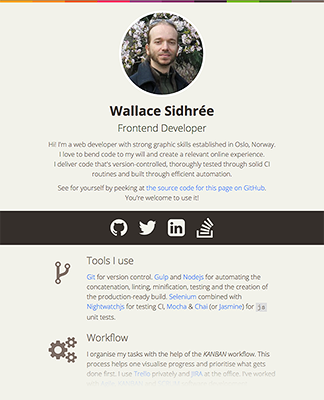 Wallace Sidhrée
Frontend Developer
Hi! I'm a web developer with strong graphic skills established in Oslo, Norway.
I love to bend code to my will and create a relevant online experience.
I deliver code that's version-controlled, thoroughly tested through solid CI
routines and built through efficient automation.
See for yourself by peeking at the source code for this page on GitHub.
You're welcome to use it!
Tools I use
Git for version control. Gulp and Nodejs for automating the
concatenation, linting, minification, testing and the creation of
the production-ready build. Selenium combined with
Nightwatchjs for testing CI, Mocha & Chai (or Jasmine) for js
unit tests.
Workflow
I organise my tasks with the help of the KANBAN workflow. This
process helps one visualise progress and prioritise what gets
done first. I use Trello privately and JIRA at the office. I've worked